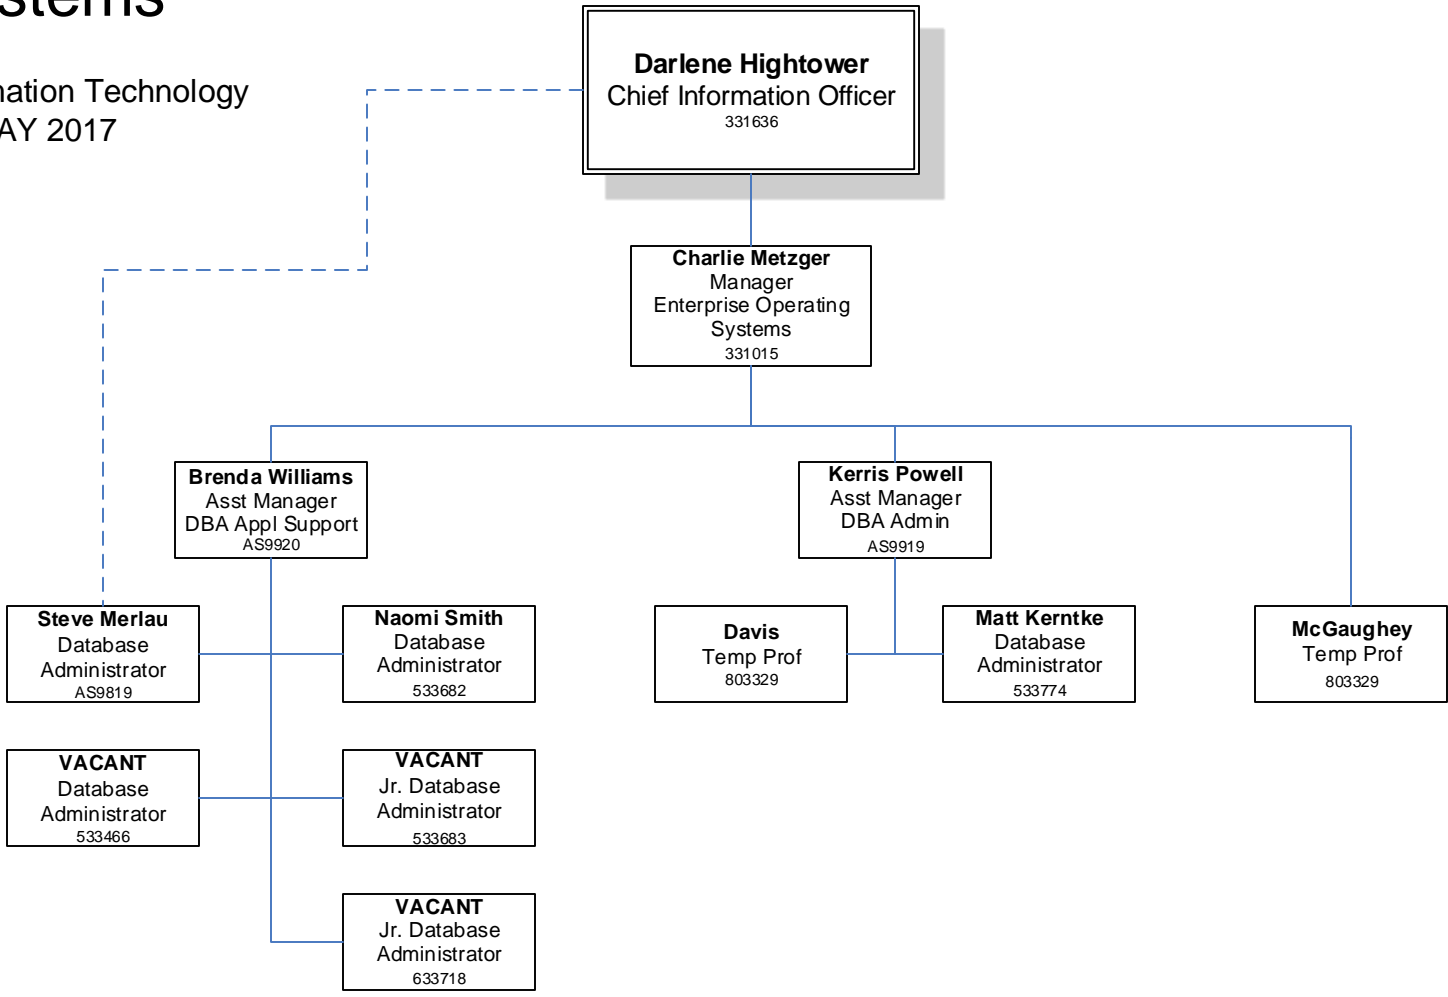 Information Technology
MAY 2017
Darlene Hightower
Chief Information Officer
331636
Charlie Metzger
Manager
Enterprise Operating
Systems
331015
Brenda Williams
Asst Manager
DBA Appl Support
AS9920
Kerris Powell
Asst Manager
DBA Admin
AS9919
Steve Merlau
Database
Administrator
AS9819
Naomi Smith
Database
Administrator
533682
Davis
Temp Prof
803329
Matt Kerntke
Database
Administrator
533774
McGaughey
Temp Prof
803329
VACANT
Database
Administrator
533466
VACANT
Jr. Database
Administrator
533683
VACANT
Jr. Database
Administrator
633718